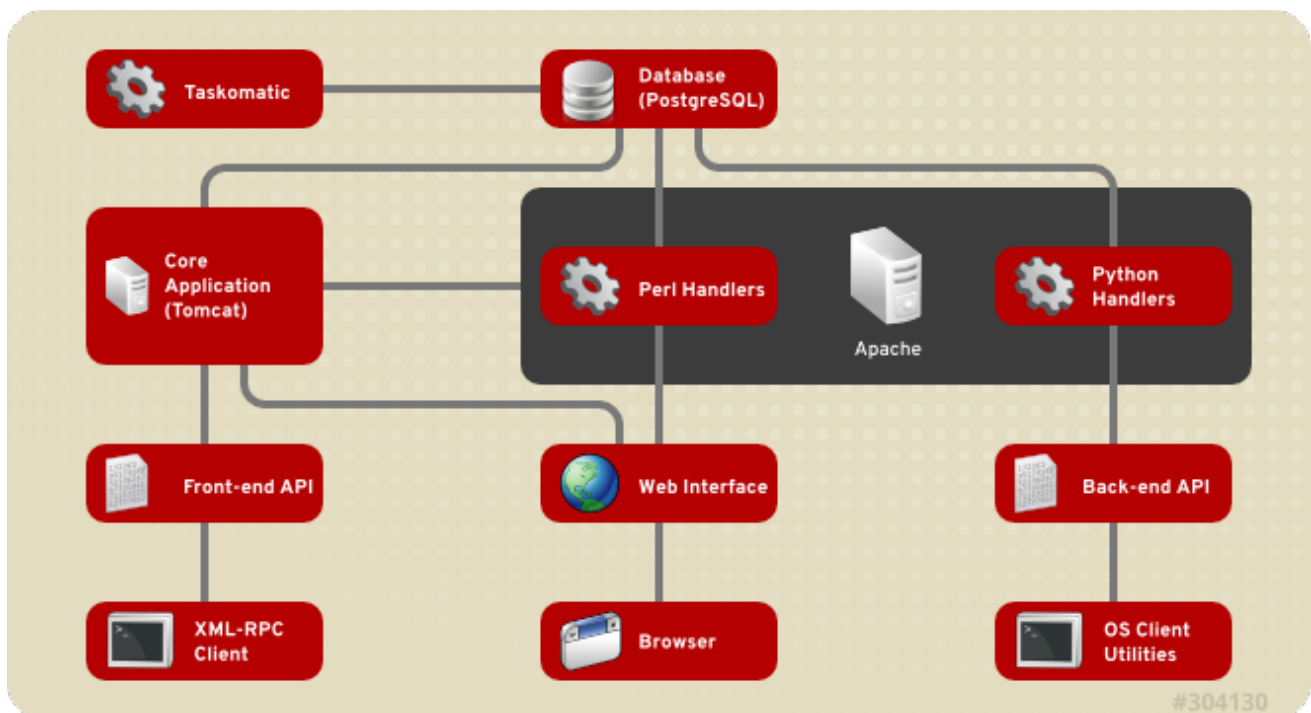 Taskomatic
Database
(PostgreSQL)
Core
Application
(Tomcat)
Perl Handlers
Apache
Python
Handlers
Front-end API
Web Interface
Back-end API
XML-RPC
Client
Browser
OS Client
Utilities
#304130